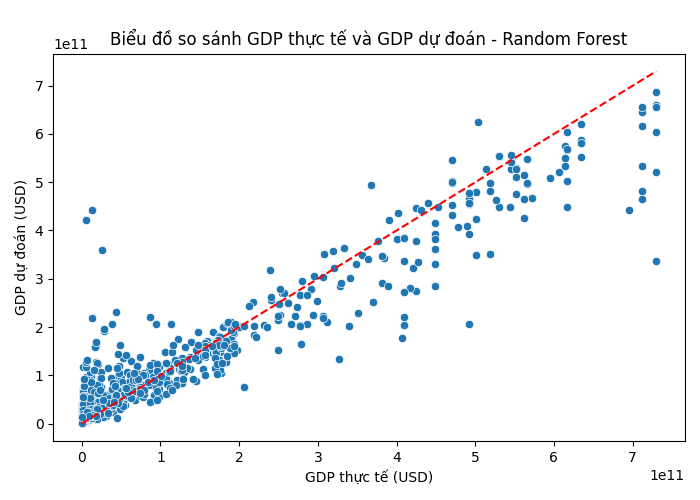 Biểu đồ so sánh GDP thực tế và GDP dự đoán - Random Forest
1e11
7
6
5
4
3
2
1
0
GDP dự đoán (USD)
0 1 2 3 4 5 6 7
1e11
GDP thực tế (USD)